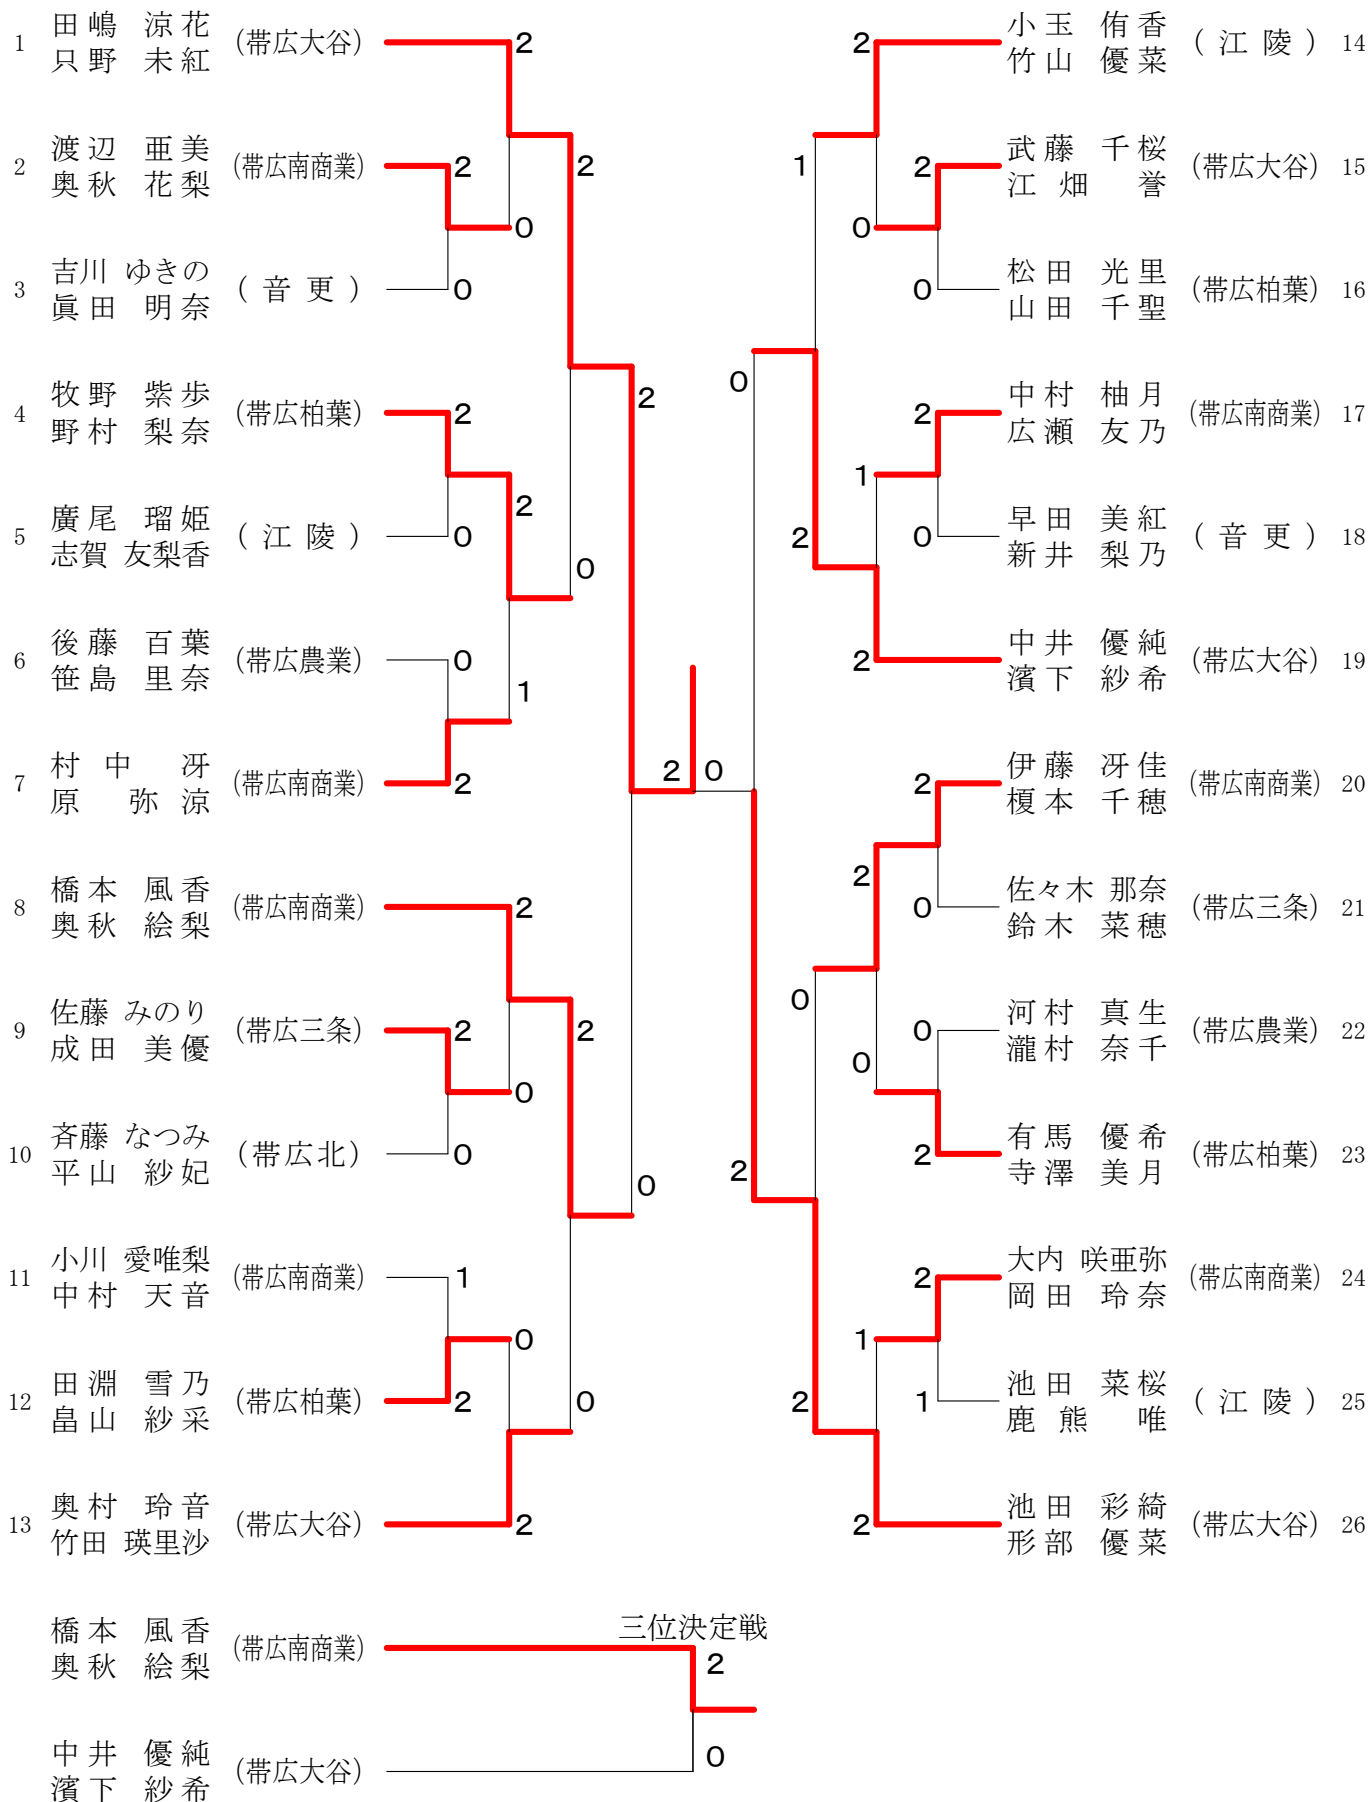 1 田嶋 涼花 (帯広大谷) 2
只野 未紅
2 渡辺 亜美 (帯広南商業) 2 2
奥秋 花梨
0
3 吉川 ゆきの (音更) 0
眞田 明奈
4 牧野 紫歩 (帯広柏葉) 2 2
野村 梨奈
2
5 廣尾 瑠姫 (江陵) 0
志賀 友梨香
0
6 後藤 百葉 (帯広農業) 0
笹島 里奈
1
7 村中 冴 (帯広南商業) 2
原 弥涼
2 0
8 橋本 風香 (帯広南商業) 2
奥秋 絵梨
9 佐藤 みのり (帯広三条) 2 2
成田 美優
0
10 斉藤 なつみ (帯広北) 0
平山 紗妃
0
11 小川 愛唯梨 (帯広南商業) 1
中村 天音
0
12 田淵 雪乃 (帯広柏葉) 2 0
畠山 紗采
13 奥村 玲音 (帯広大谷) 2
竹田 瑛里沙
2 小玉 侑香 (江陵) 14
竹山 優菜
1 2 武藤 千桜 (帯広大谷) 15
江畑 誉
0
0 松田 光里 (帯広柏葉) 16
山田 千聖
0
2 中村 柚月 (帯広南商業) 17
広瀬 友乃
1
2 0 早田 美紅 (音更) 18
新井 梨乃
2 中井 優純 (帯広大谷) 19
濱下 紗希
2 伊藤 冴佳 (帯広南商業) 20
榎本 千穂
2
0 佐々木 那奈 (帯広三条) 21
鈴木 菜穂
0
0 河村 真生 (帯広農業) 22
瀧村 奈千
0
2 2 有馬 優希 (帯広柏葉) 23
寺澤 美月
2 大内 咲亜弥 (帯広南商業) 24
岡田 玲奈
1
2 1 池田 菜桜 (江陵) 25
鹿熊 唯
2 池田 彩綺 (帯広大谷) 26
形部 優菜
三位決定戦
橋本 風香 (帯広南商業) 2
奥秋 絵梨
中井 優純 (帯広大谷) 0
濱下 紗希